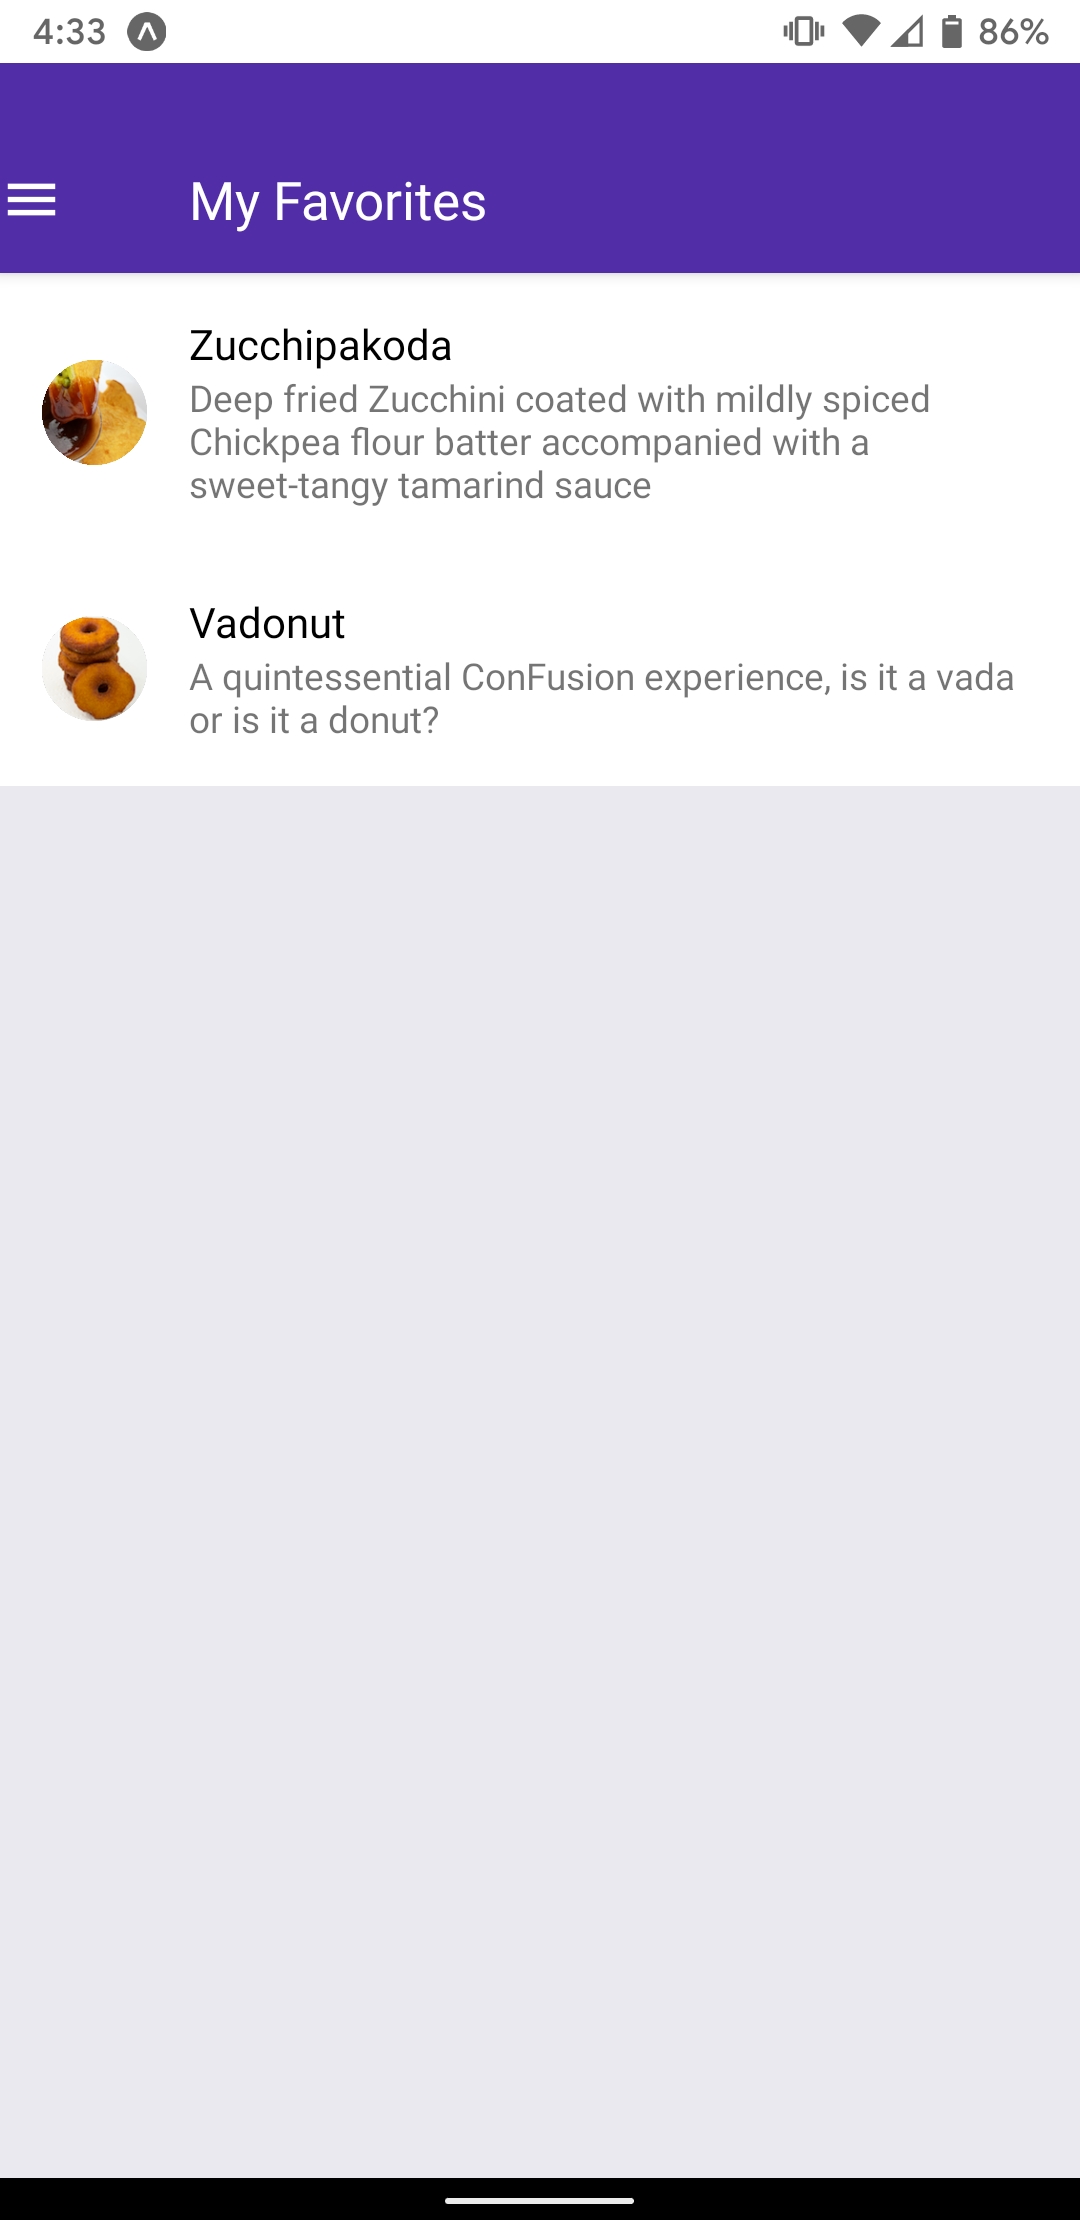 4:33
86%
My Favorites
Zucchipakoda
Deep fried Zucchini coated with mildly spiced
Chickpea flour batter accompanied with a
sweet-tangy tamarind sauce
Vadonut
A quintessential ConFusion experience, is it a vada
or is it a donut?